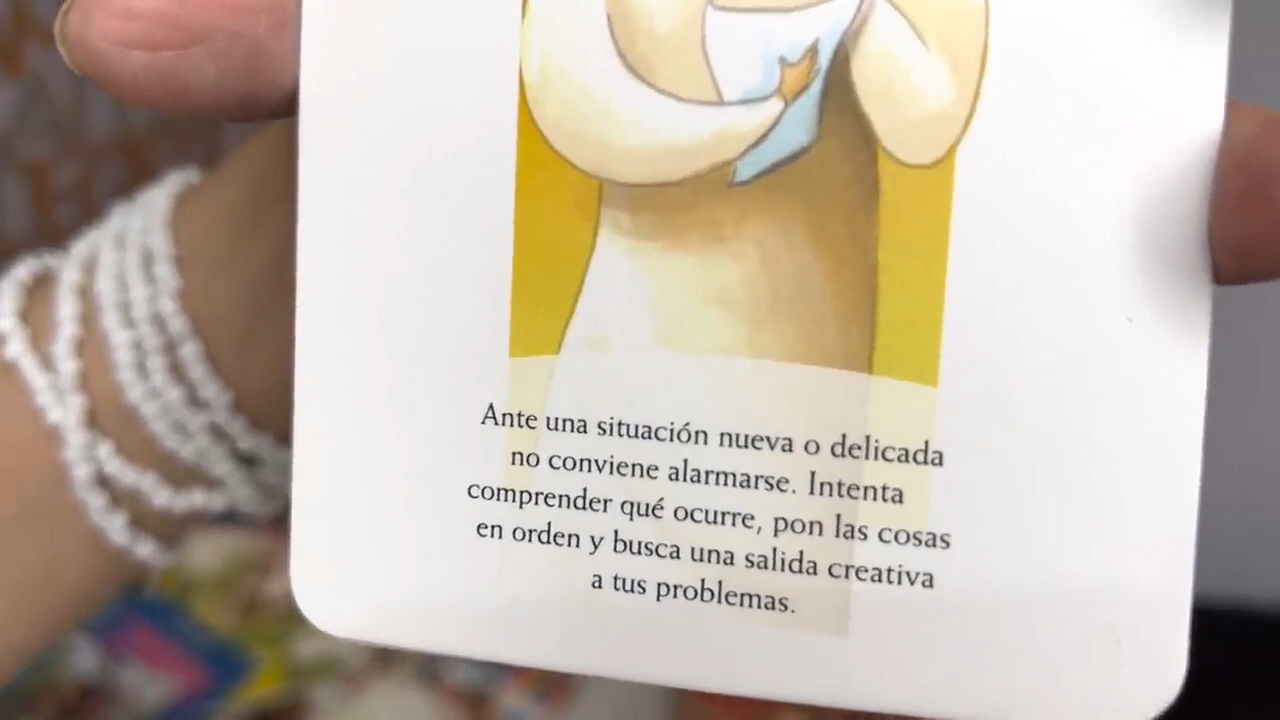 Ante una situación nueva o delicada
no conviene alarmarse. Intenta
comprender qué ocurre, pon las cosas
en orden y busca una salida creativa
a tus problemas.